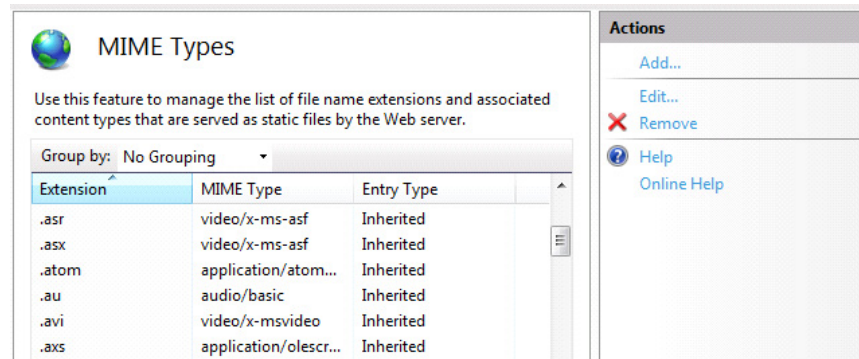 MIME Types
Use this feature to manage the list of file name extensions and associated
content types that are served as static files by the Web server.
Group by: No Grouping
Extension MIME Type Entry Type
.asr video/x-ms-asf Inherited
.asx video/x-ms-asf Inherited
.atom application/atom... Inherited
.au audio/basic Inherited
.avi video/x-msvideo Inherited
.axs application/olescr... Inherited
Actions
Add...
Edit...
Remove
Help
Online Help